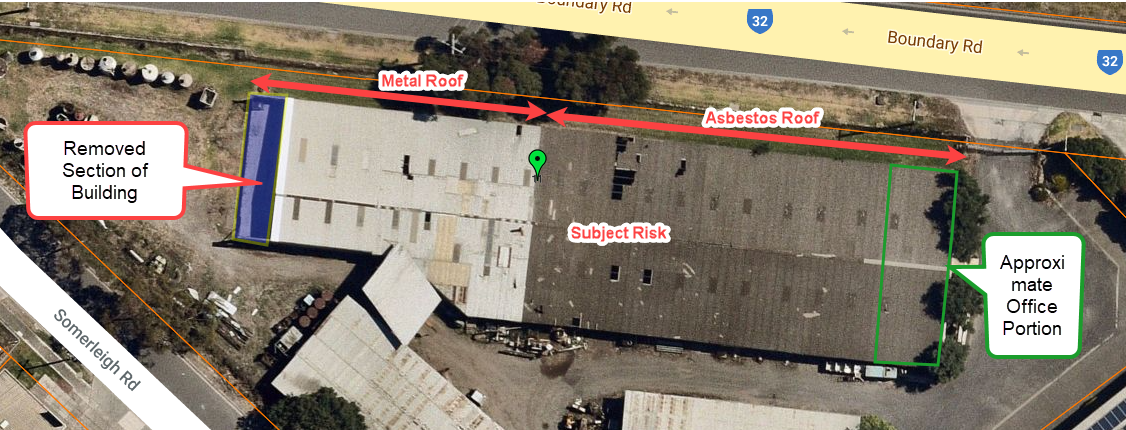 Boundary Rd
32
Boundary Rd
32
Metal Roof
Asbestos Roof
Removed
Section of
Building
Subject Risk
Approxi
mate
Office
Portion
Somerleigh Rd